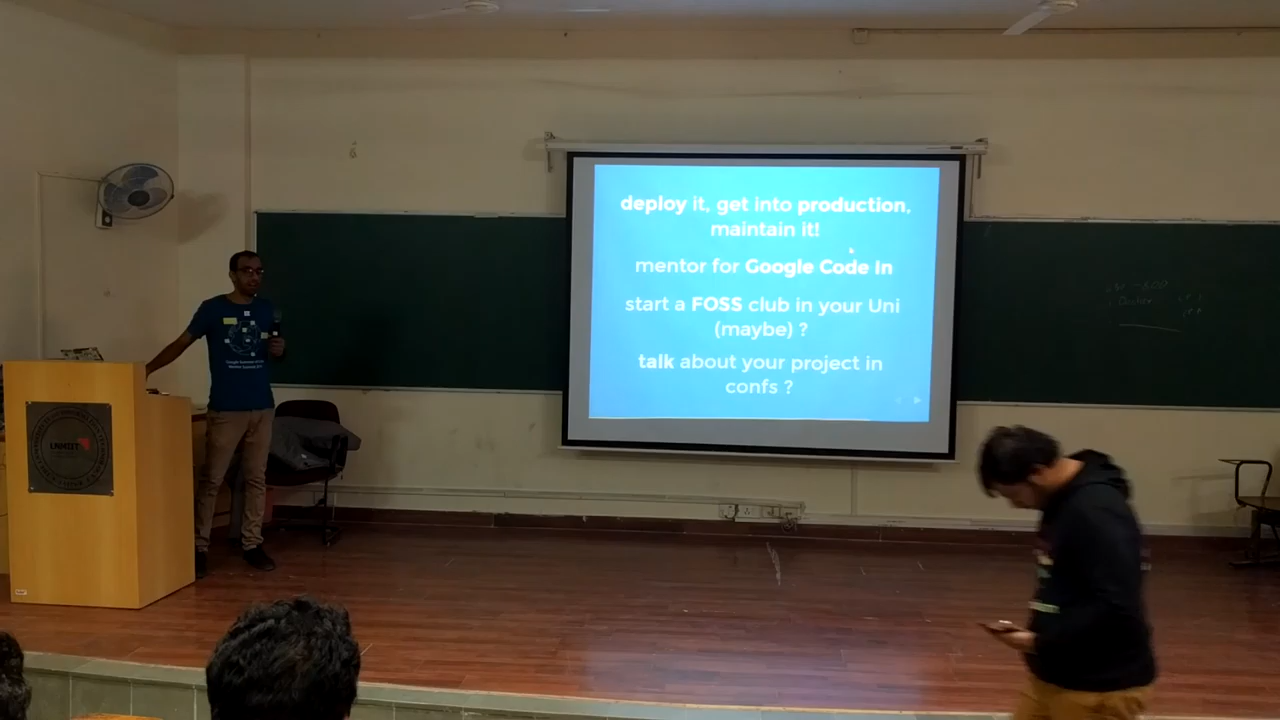 deploy it, get into production,
maintain it!
mentor for Google Code In
start a FOSS club in your Uni
(maybe) ?
talk about your project in
confs ?